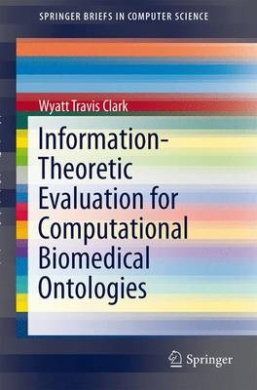 SPRINGER BRIEFS IN COMPUTER SCIENCE
Wyatt Travis Clark
Information-
Theoretic
Evaluation for
Computational
Biomedical
Ontologies
Springer